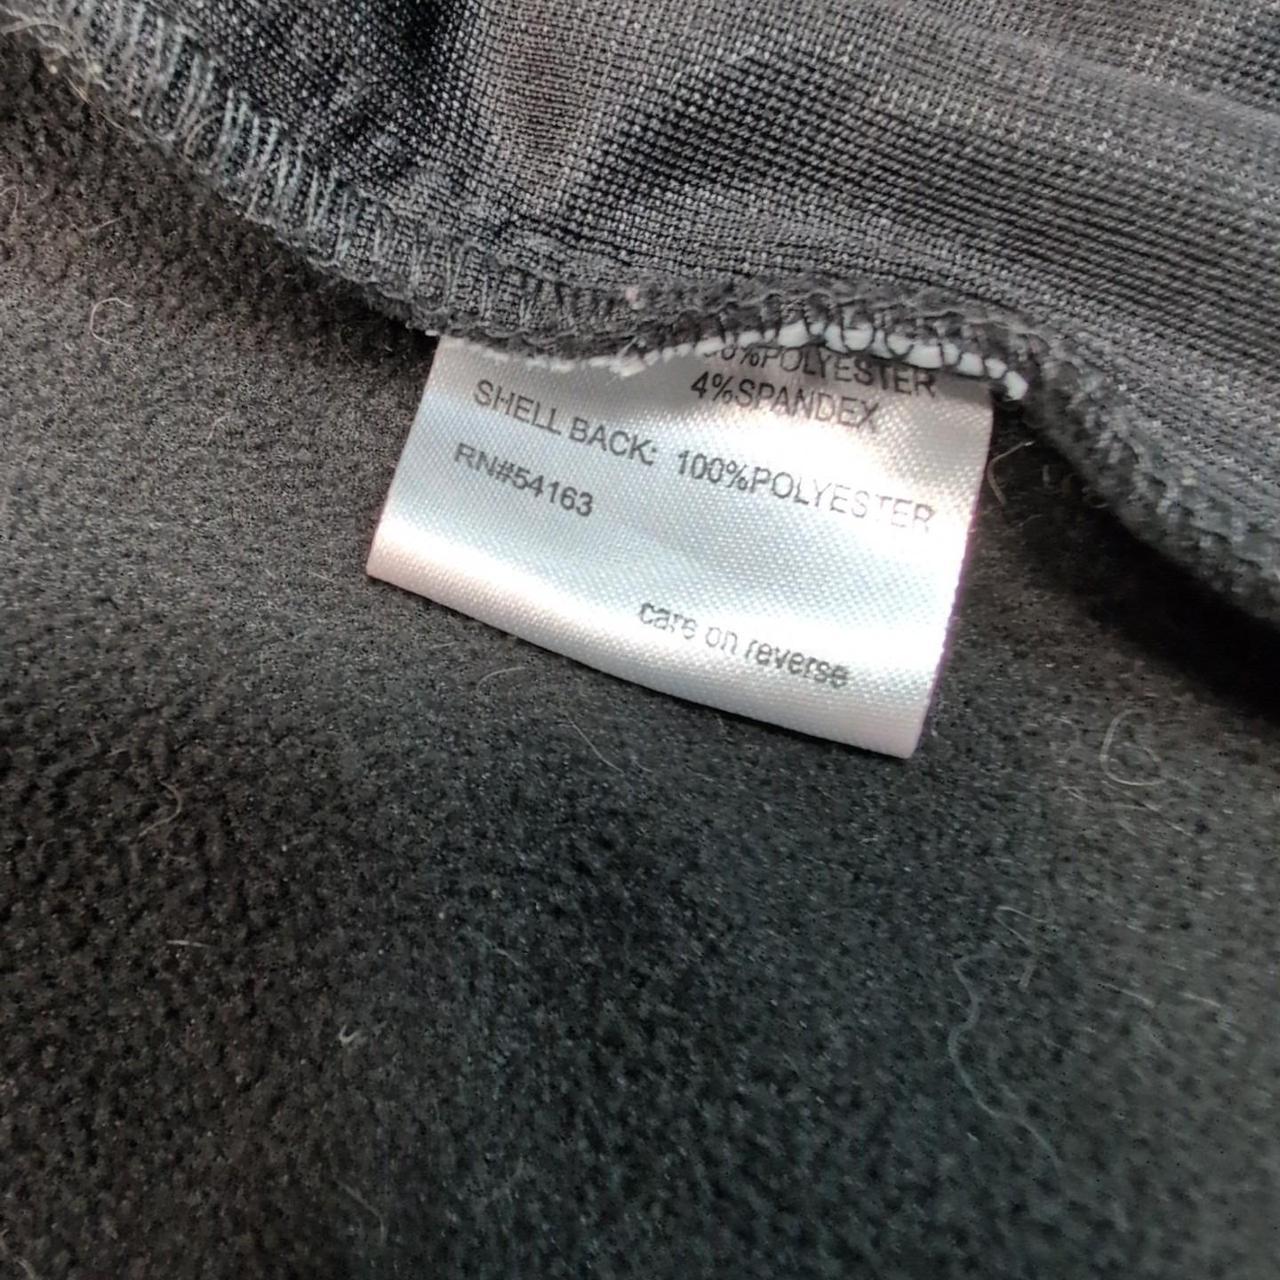 %POLYESTER
4%SPANDEX
SHELL BACK: 100%POLYESTER
RN#54163
care on reverse